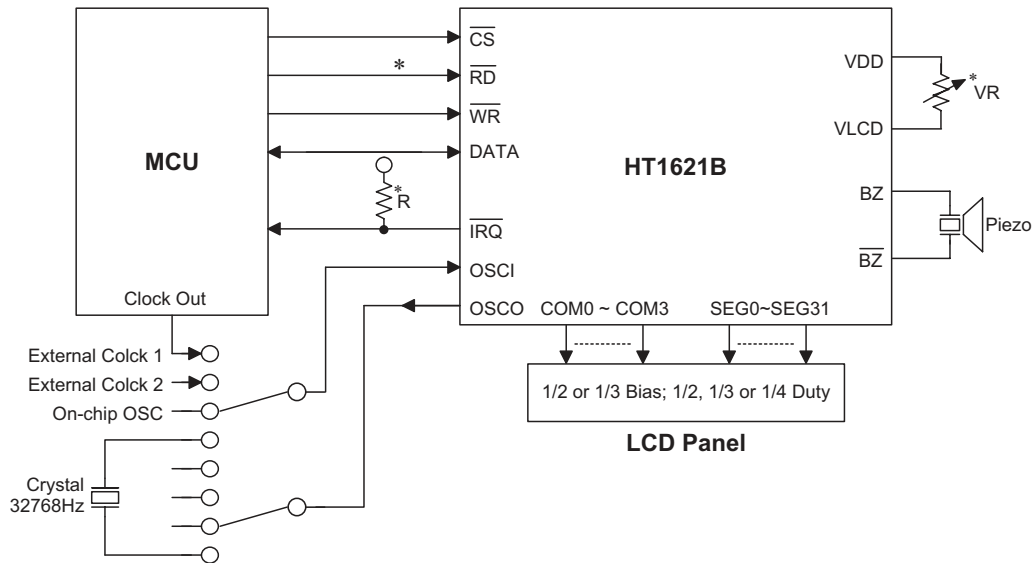 MCU
Clock Out
CS
RD
WR
DATA
IRQ
OSCI
OSCO
HT1621B
VDD
VLCD
BZ
BZ
COM0 ~ COM3
SEG0~SEG31
*
*
R
*
VR
Piezo
External Colck 1
External Colck 2
On-chip OSC
Crystal
32768Hz
1/2 or 1/3 Bias; 1/2, 1/3 or 1/4 Duty
LCD Panel